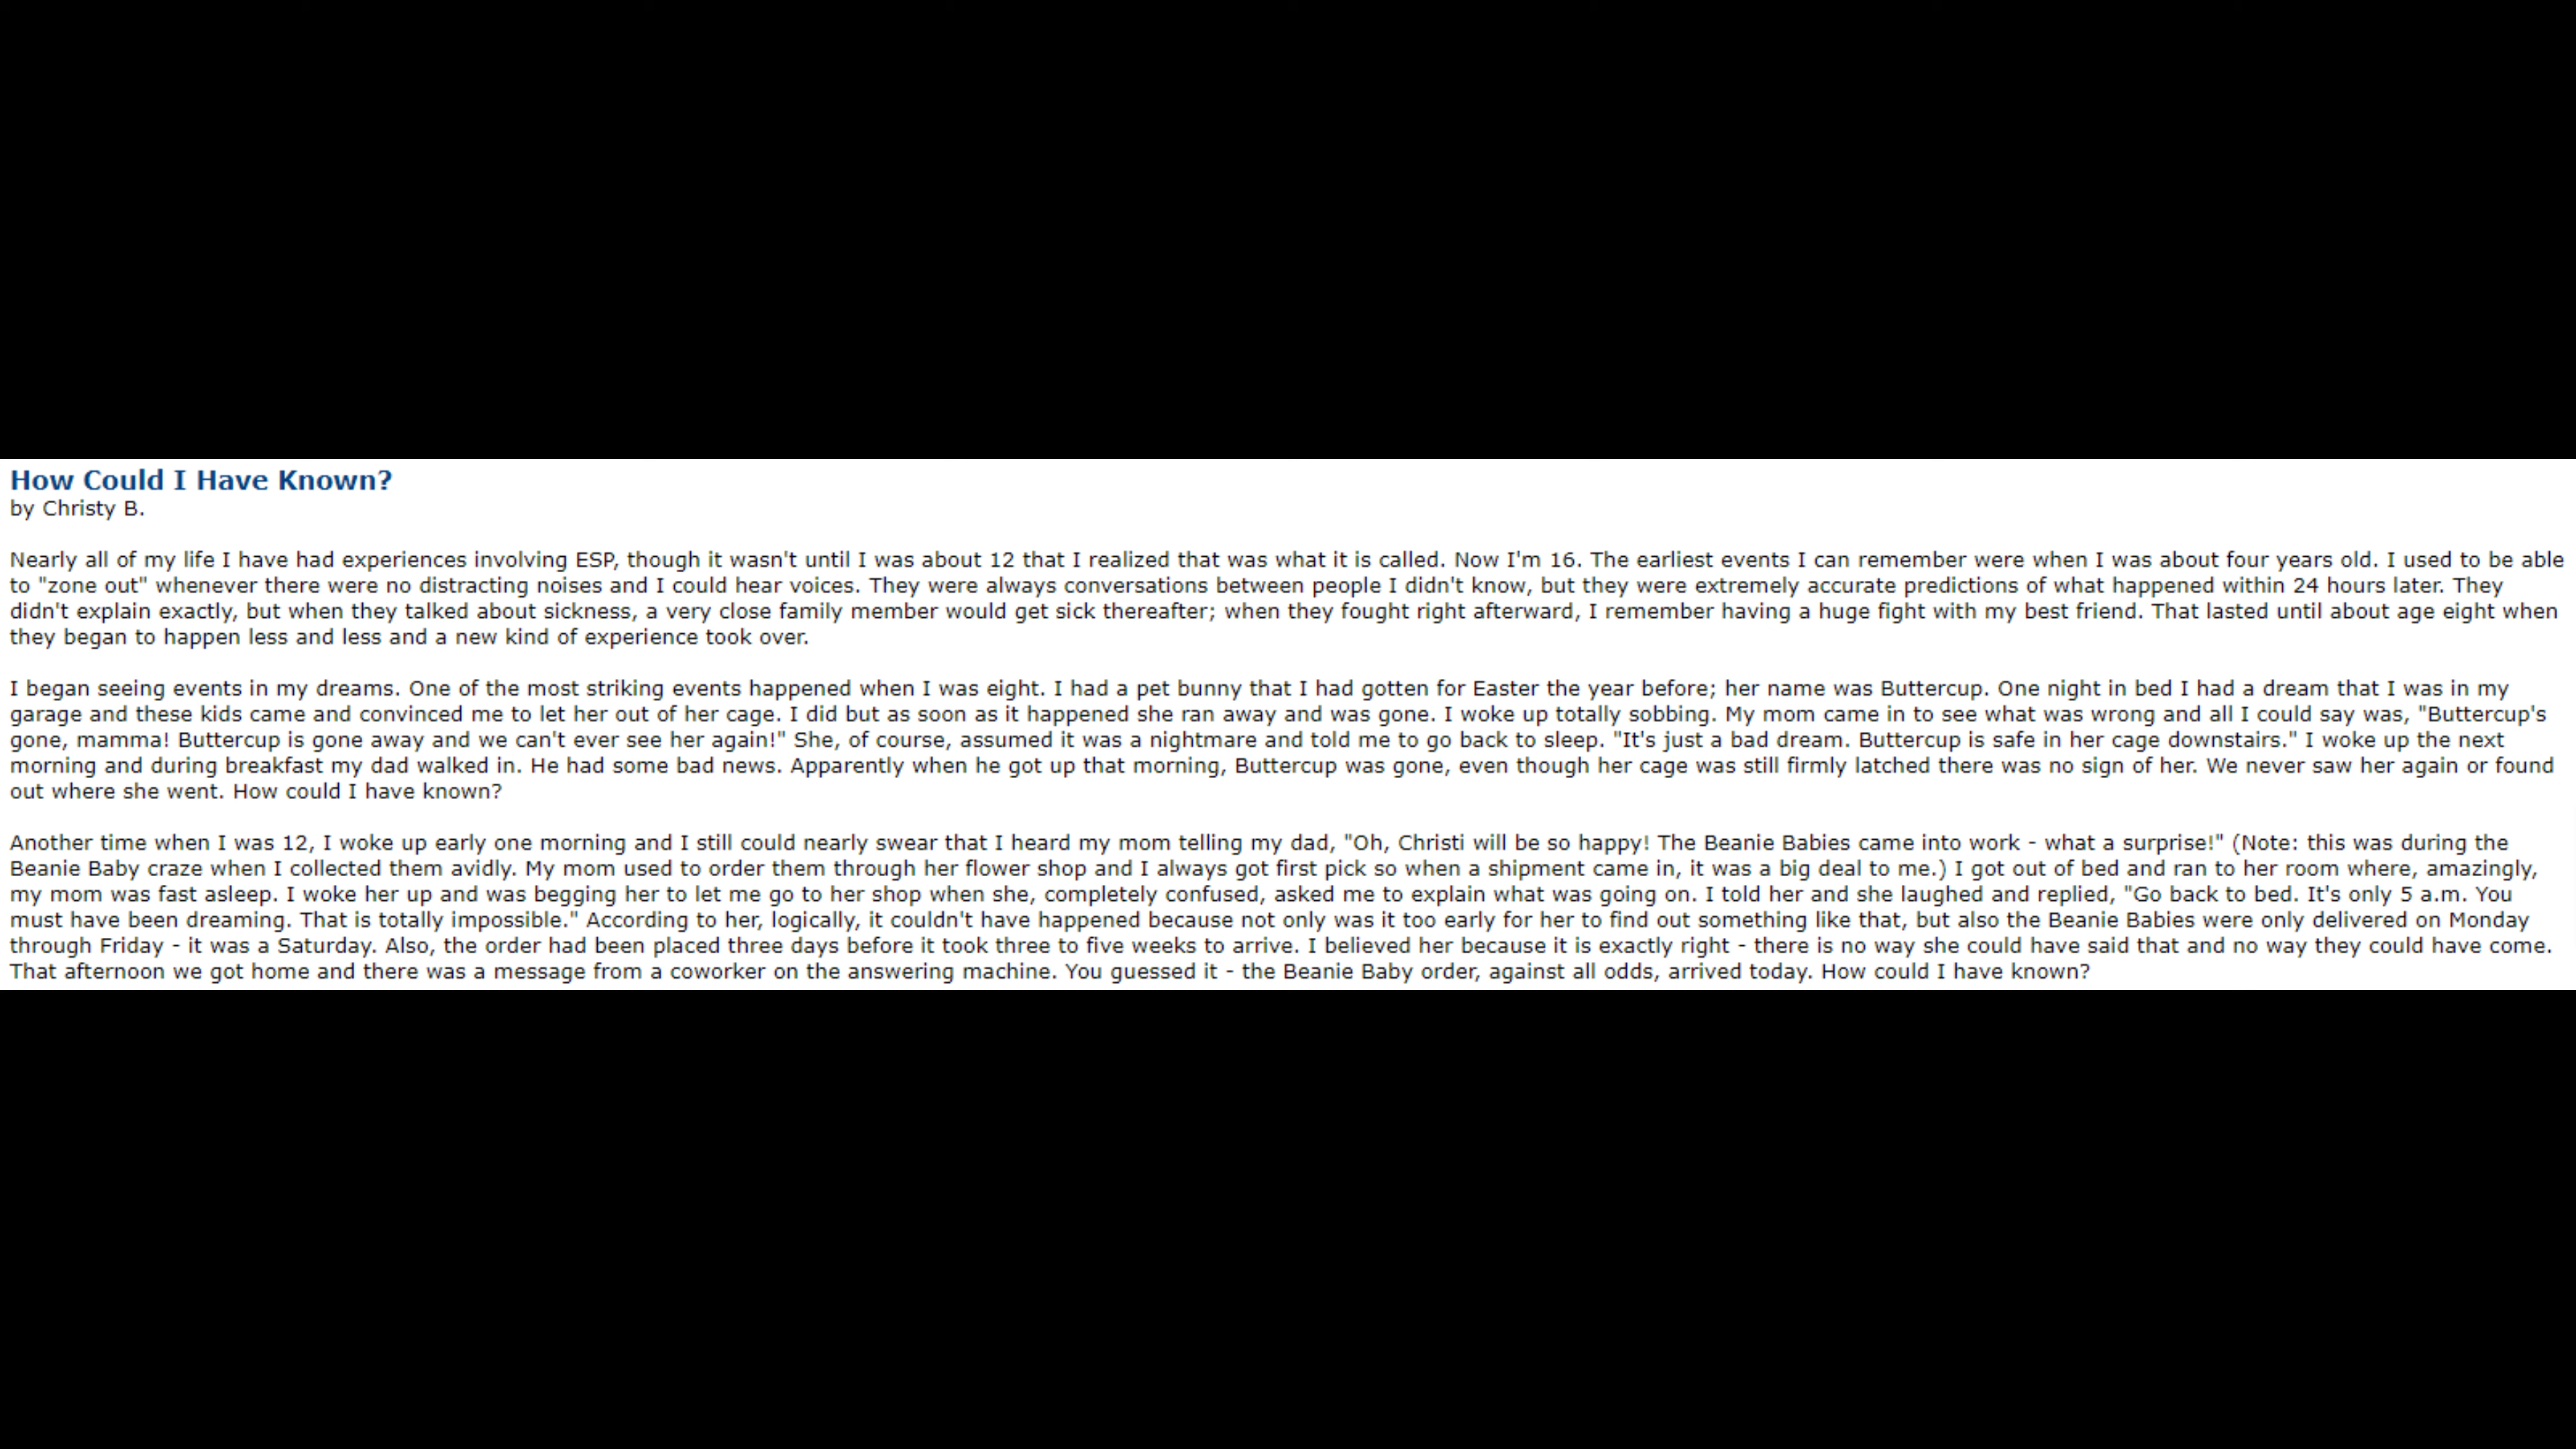 How Could I Have Known?
by Christy B.
Nearly all of my life I have had experiences involving ESP, though it wasn't until I was about 12 that I realized that was what it is called. Now I'm 16. The earliest events I can remember were when I was about four years old. I used to be able
to "zone out" whenever there were no distracting noises and I could hear voices. They were always conversations between people I didn't know, but they were extremely accurate predictions of what happened within 24 hours later. They
didn't explain exactly, but when they talked about sickness, a very close family member would get sick thereafter; when they fought right afterward, I remember having a huge fight with my best friend. That lasted until about age eight when
they began to happen less and less and a new kind of experience took over.
I began seeing events in my dreams. One of the most striking events happened when I was eight. I had a pet bunny that I had gotten for Easter the year before; her name was Buttercup. One night in bed I had a dream that I was in my
garage and these kids came and convinced me to let her out of her cage. I did but as soon as it happened she ran away and was gone. I woke up totally sobbing. My mom came in to see what was wrong and all I could say was, "Buttercup's
gone, mamma! Buttercup is gone away and we can't ever see her again!" She, of course, assumed it was a nightmare and told me to go back to sleep. "It's just a bad dream. Buttercup is safe in her cage downstairs." I woke up the next
morning and during breakfast my dad walked in. He had some bad news. Apparently when he got up that morning, Buttercup was gone, even though her cage was still firmly latched there was no sign of her. We never saw her again or found
out where she went. How could I have known?
Another time when I was 12, I woke up early one morning and I still could nearly swear that I heard my mom telling my dad, "Oh, Christi will be so happy! The Beanie Babies came into work - what a surprise!" (Note: this was during the
Beanie Baby craze when I collected them avidly. My mom used to order them through her flower shop and I always got first pick so when a shipment came in, it was a big deal to me.) I got out of bed and ran to her room where, amazingly,
my mom was fast asleep. I woke her up and was begging her to let me go to her shop when she, completely confused, asked me to explain what was going on. I told her and she laughed and replied, "Go back to bed. It's only 5 a.m. You
must have been dreaming. That is totally impossible." According to her, logically, it couldn't have happened because not only was it too early for her to find out something like that, but also the Beanie Babies were only delivered on Monday
through Friday - it was a Saturday. Also, the order had been placed three days before it took three to five weeks to arrive. I believed her because it is exactly right - there is no way she could have said that and no way they could have come.
That afternoon we got home and there was a message from a coworker on the answering machine. You guessed it - the Beanie Baby order, against all odds, arrived today. How could I have known?